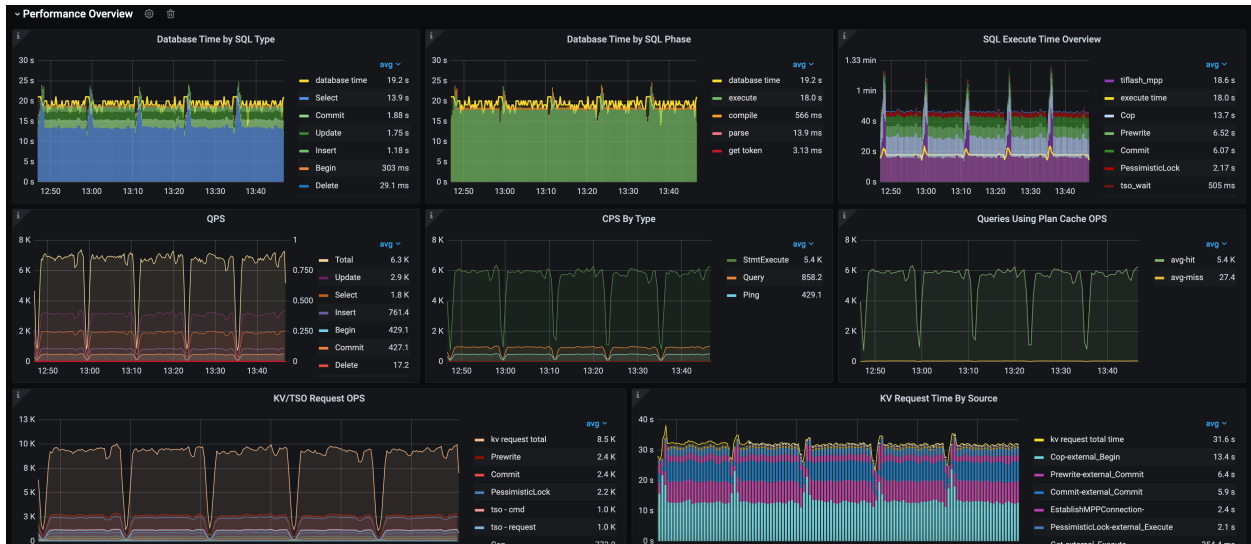 Performance Overview
Database Time by SQL Type
30 s
25 s
20 s
15 s
10 s
5 s
0 s
12:50 13:00 13:10 13:20 13:30 13:40
avg
database time 19.2 s
Select 13.9 s
Commit 1.88 s
Update 1.75 s
Insert 1.18 s
Begin 303 ms
Delete 29.1 ms
Database Time by SQL Phase
30 s
25 s
20 s
15 s
10 s
5 s
0 s
12:50 13:00 13:10 13:20 13:30 13:40
avg
database time 19.2 s
execute 18.0 s
compile 566 ms
parse 13.9 ms
get token 3.13 ms
SQL Execute Time Overview
1.33 min
1 min
40 s
20 s
0 s
12:50 13:00 13:10 13:20 13:30 13:40
avg
tiflash_mpp 18.6 s
execute time 18.0 s
Cop 13.7 s
Prewrite 6.52 s
Commit 6.07 s
PessimisticLock 2.17 s
tso_wait 505 ms
QPS
8 K
6 K
4 K
2 K
0
1
0.750
0.500
0.250
0
12:50 13:00 13:10 13:20 13:30 13:40
avg
Total 6.3 K
Update 2.9 K
Select 1.8 K
Insert 761.4
Begin 429.1
Commit 427.1
Delete 17.2
CPS By Type
8 K
6 K
4 K
2 K
0
12:50 13:00 13:10 13:20 13:30 13:40
avg
StmtExecute 5.4 K
Query 858.2
Ping 429.1
Queries Using Plan Cache OPS
8 K
6 K
4 K
2 K
0
12:50 13:00 13:10 13:20 13:30 13:40
avg
avg-hit 5.4 K
avg-miss 27.4
KV/TSO Request OPS
13 K
10 K
8 K
5 K
3 K
0
avg
kv request total 8.5 K
Prewrite 2.4 K
Commit 2.4 K
PessimisticLock 2.2 K
tso - cmd 1.0 K
tso - request 1.0 K
KV Request Time By Source
40 s
30 s
20 s
10 s
0 s
avg
kv request total time 31.6 s
Cop-external_Begin 13.4 s
Prewrite-external_Commit 6.4 s
Commit-external_Commit 5.9 s
EstablishMPPConnection- 2.4 s
PessimisticLock-external_Execute 2.1 s